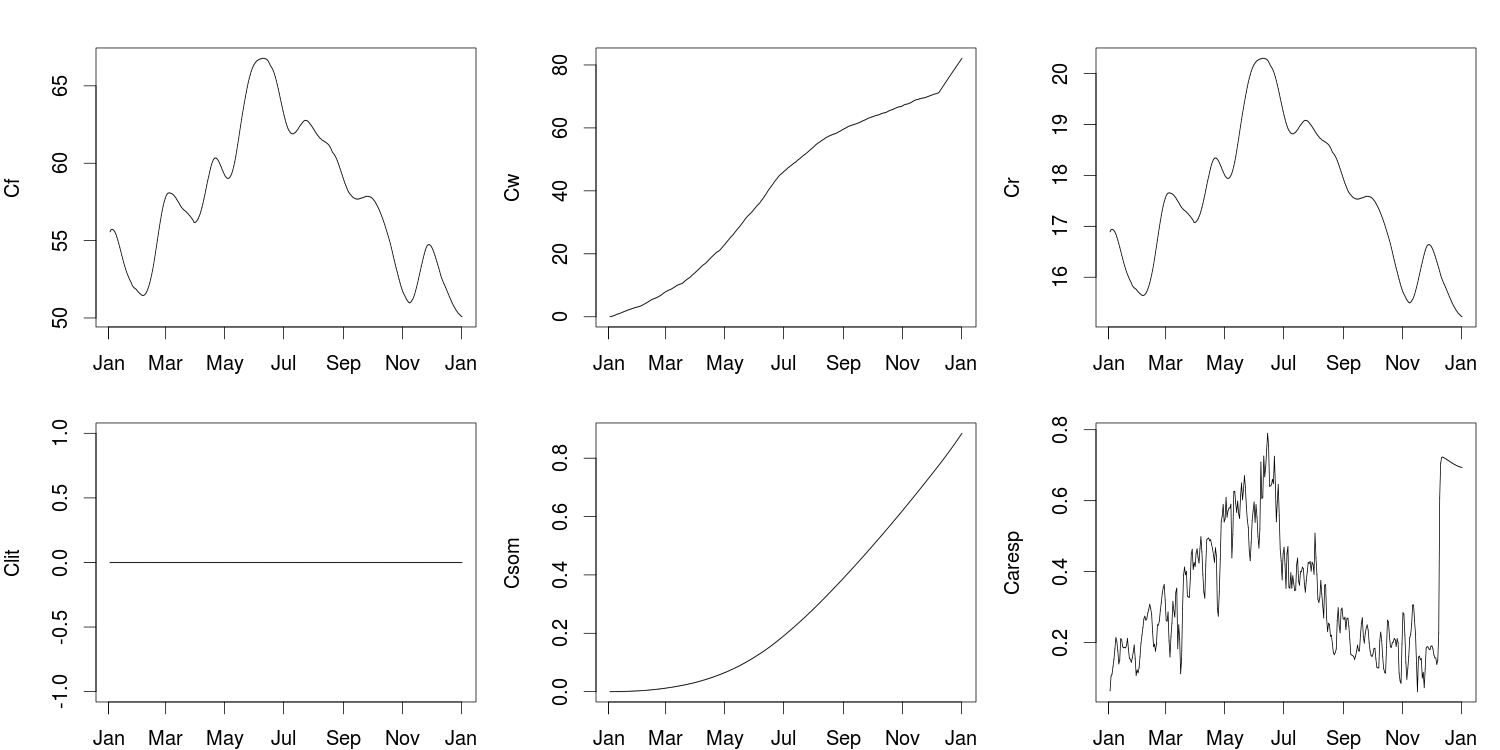 Cf
65
60
55
50
Jan Mar May Jul Sep Nov Jan
Cw
80
60
40
20
0
Jan Mar May Jul Sep Nov Jan
Cr
20
19
18
17
16
Jan Mar May Jul Sep Nov Jan
Clit
1.0
0.5
0.0
-0.5
-1.0
Jan Mar May Jul Sep Nov Jan
Csom
0.8
0.6
0.4
0.2
0.0
Jan Mar May Jul Sep Nov Jan
Caresp
0.8
0.6
0.4
0.2
Jan Mar May Jul Sep Nov Jan